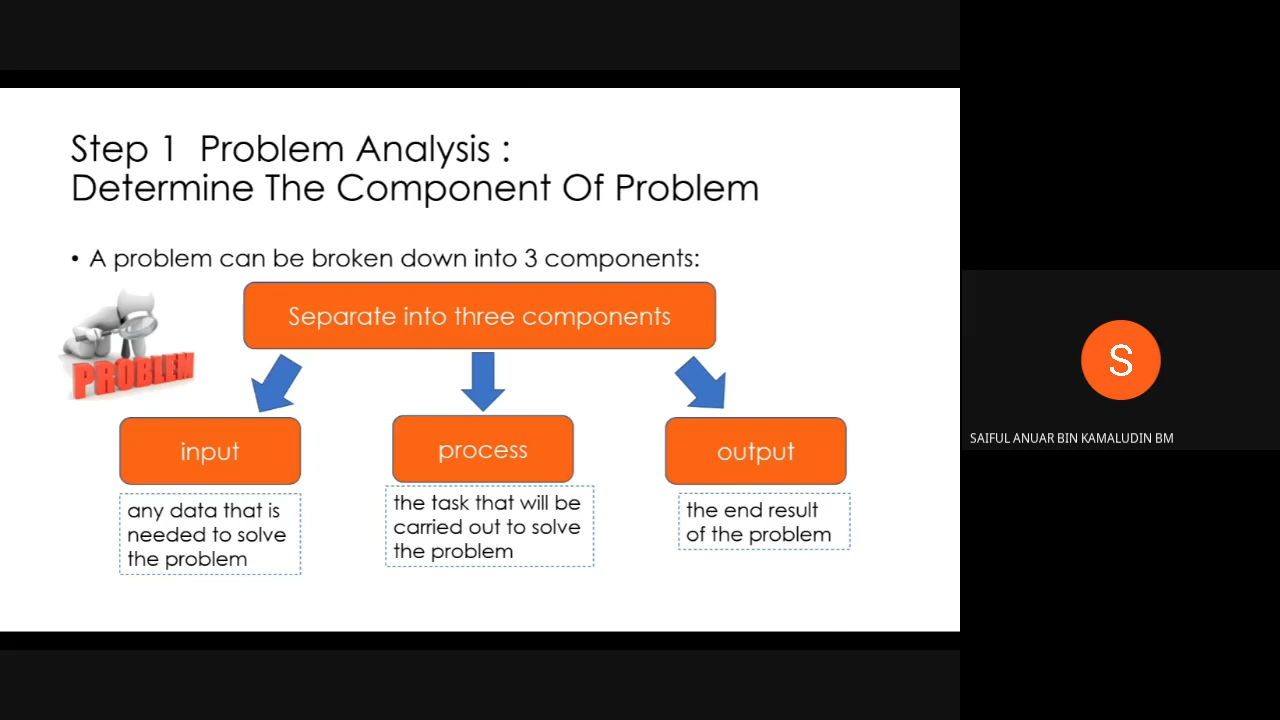 Step 1 Problem Analysis :
Determine The Component Of Problem
• A problem can be broken down into 3 components:
Separate into three components
PROBLEM
input
process
output
any data that is
needed to solve
the problem
the task that will be
carried out to solve
the problem
the end result
of the problem
S
SAIFUL ANUAR BIN KAMALUDIN BM